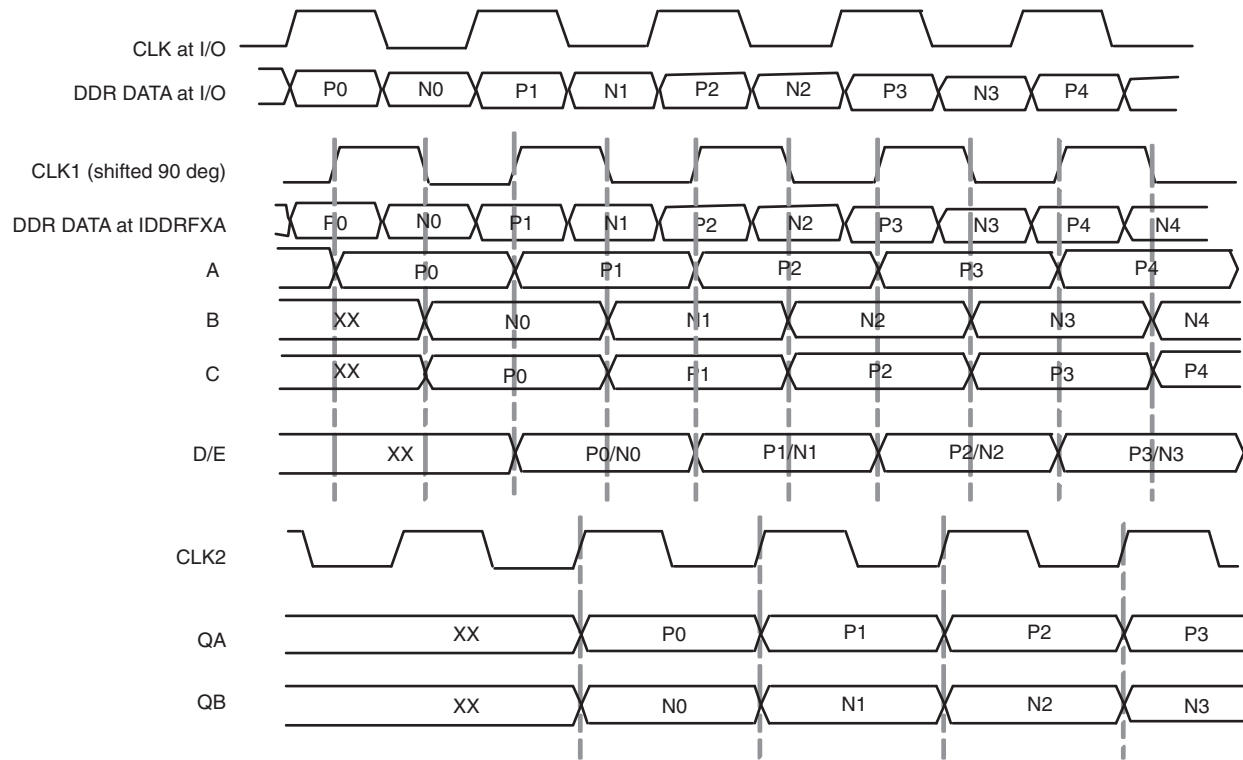 CLK at I/O
DDR DATA at I/O P0 N0 P1 N1 P2 N2 P3 N3 P4
CLK1 (shifted 90 deg)
DDR DATA at IDDRFXA P0 N0 P1 N1 P2 N2 P3 N3 P4 N4
A P0 P1 P2 P3 P4
B XX N0 N1 N2 N3 N4
C XX P0 P1 P2 P3 P4
D/E XX P0/N0 P1/N1 P2/N2 P3/N3
CLK2
QA XX P0 P1 P2 P3
QB XX N0 N1 N2 N3